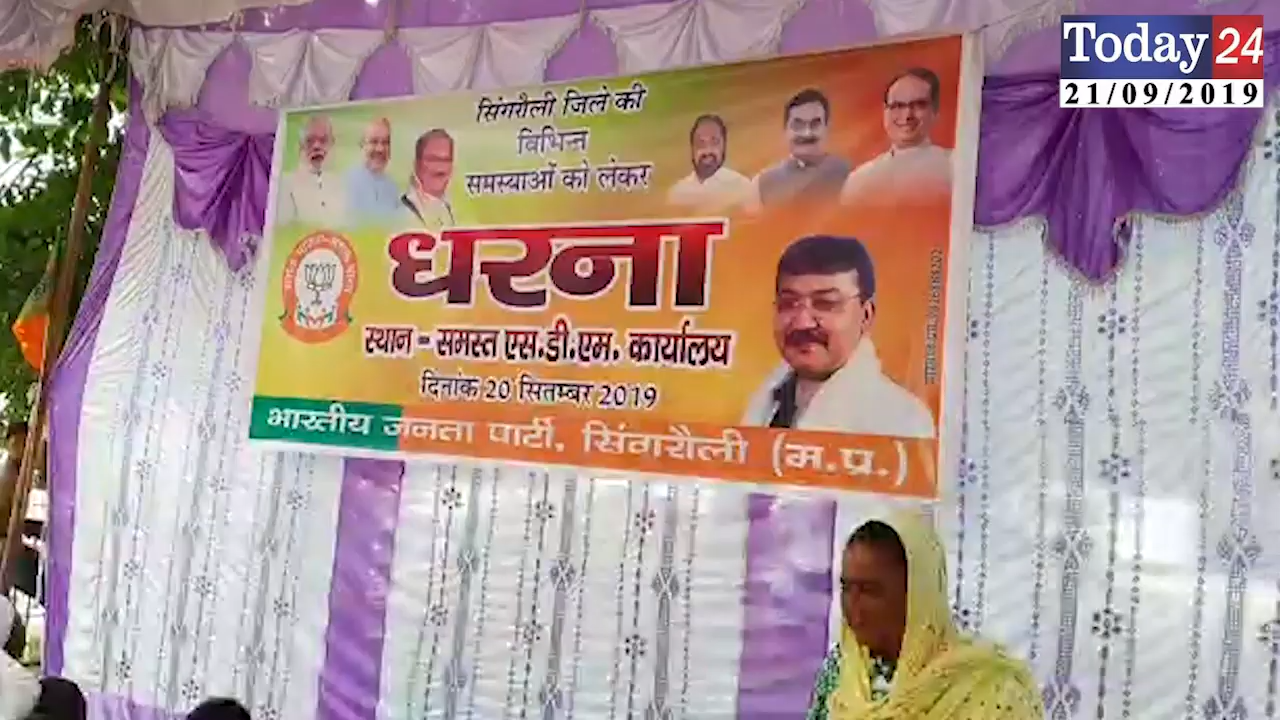 Today 24
21/09/2019
सिंगरौली जिले की
विभिन्न
समस्याओं को लेकर
धरना
स्थान - समस्त एस.डी.एम. कार्यालय
दिनांक 20 सितम्बर 2019
भारतीय जनता पार्टी, सिंगरौली (म.प्र.)